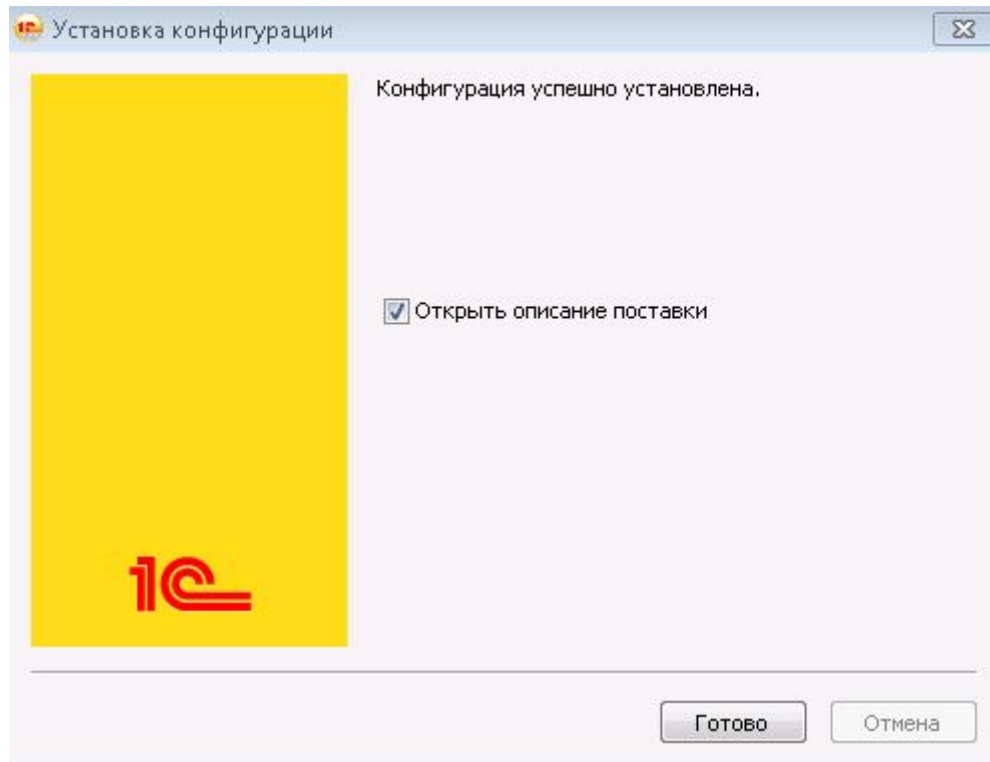 Установка конфигурации
Конфигурация успешно установлена.
Открыть описание поставки
1С
Готово
Отмена